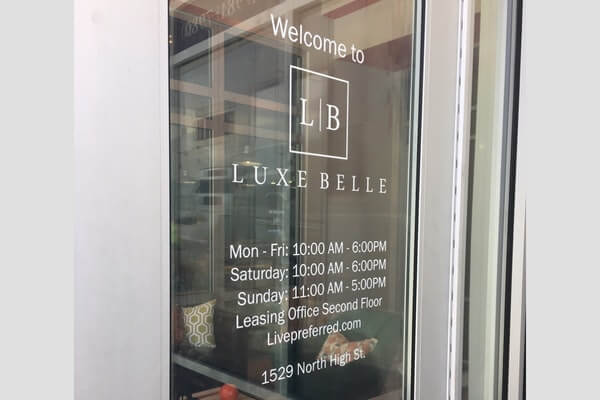 Welcome to
L|B
LUXE BELLE
Mon - Fri: 10:00 AM - 6:00PM
Saturday: 10:00 AM - 6:00PM
Sunday: 11:00 AM - 5:00PM
Leasing Office Second Floor
Livepreferred.com
1529 North High St.